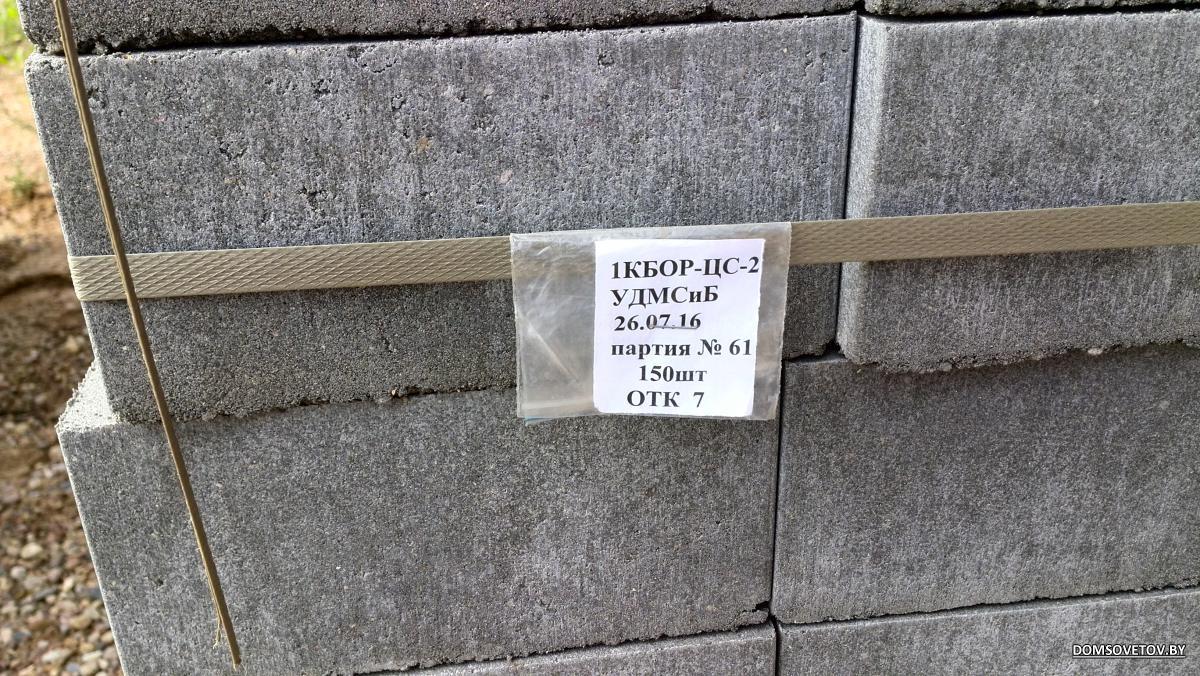 1КБОР-ЦС-2
УДМСиБ
26.07.16
партия № 61
150шт
ОТК 7
DOMSOVETOV.BY